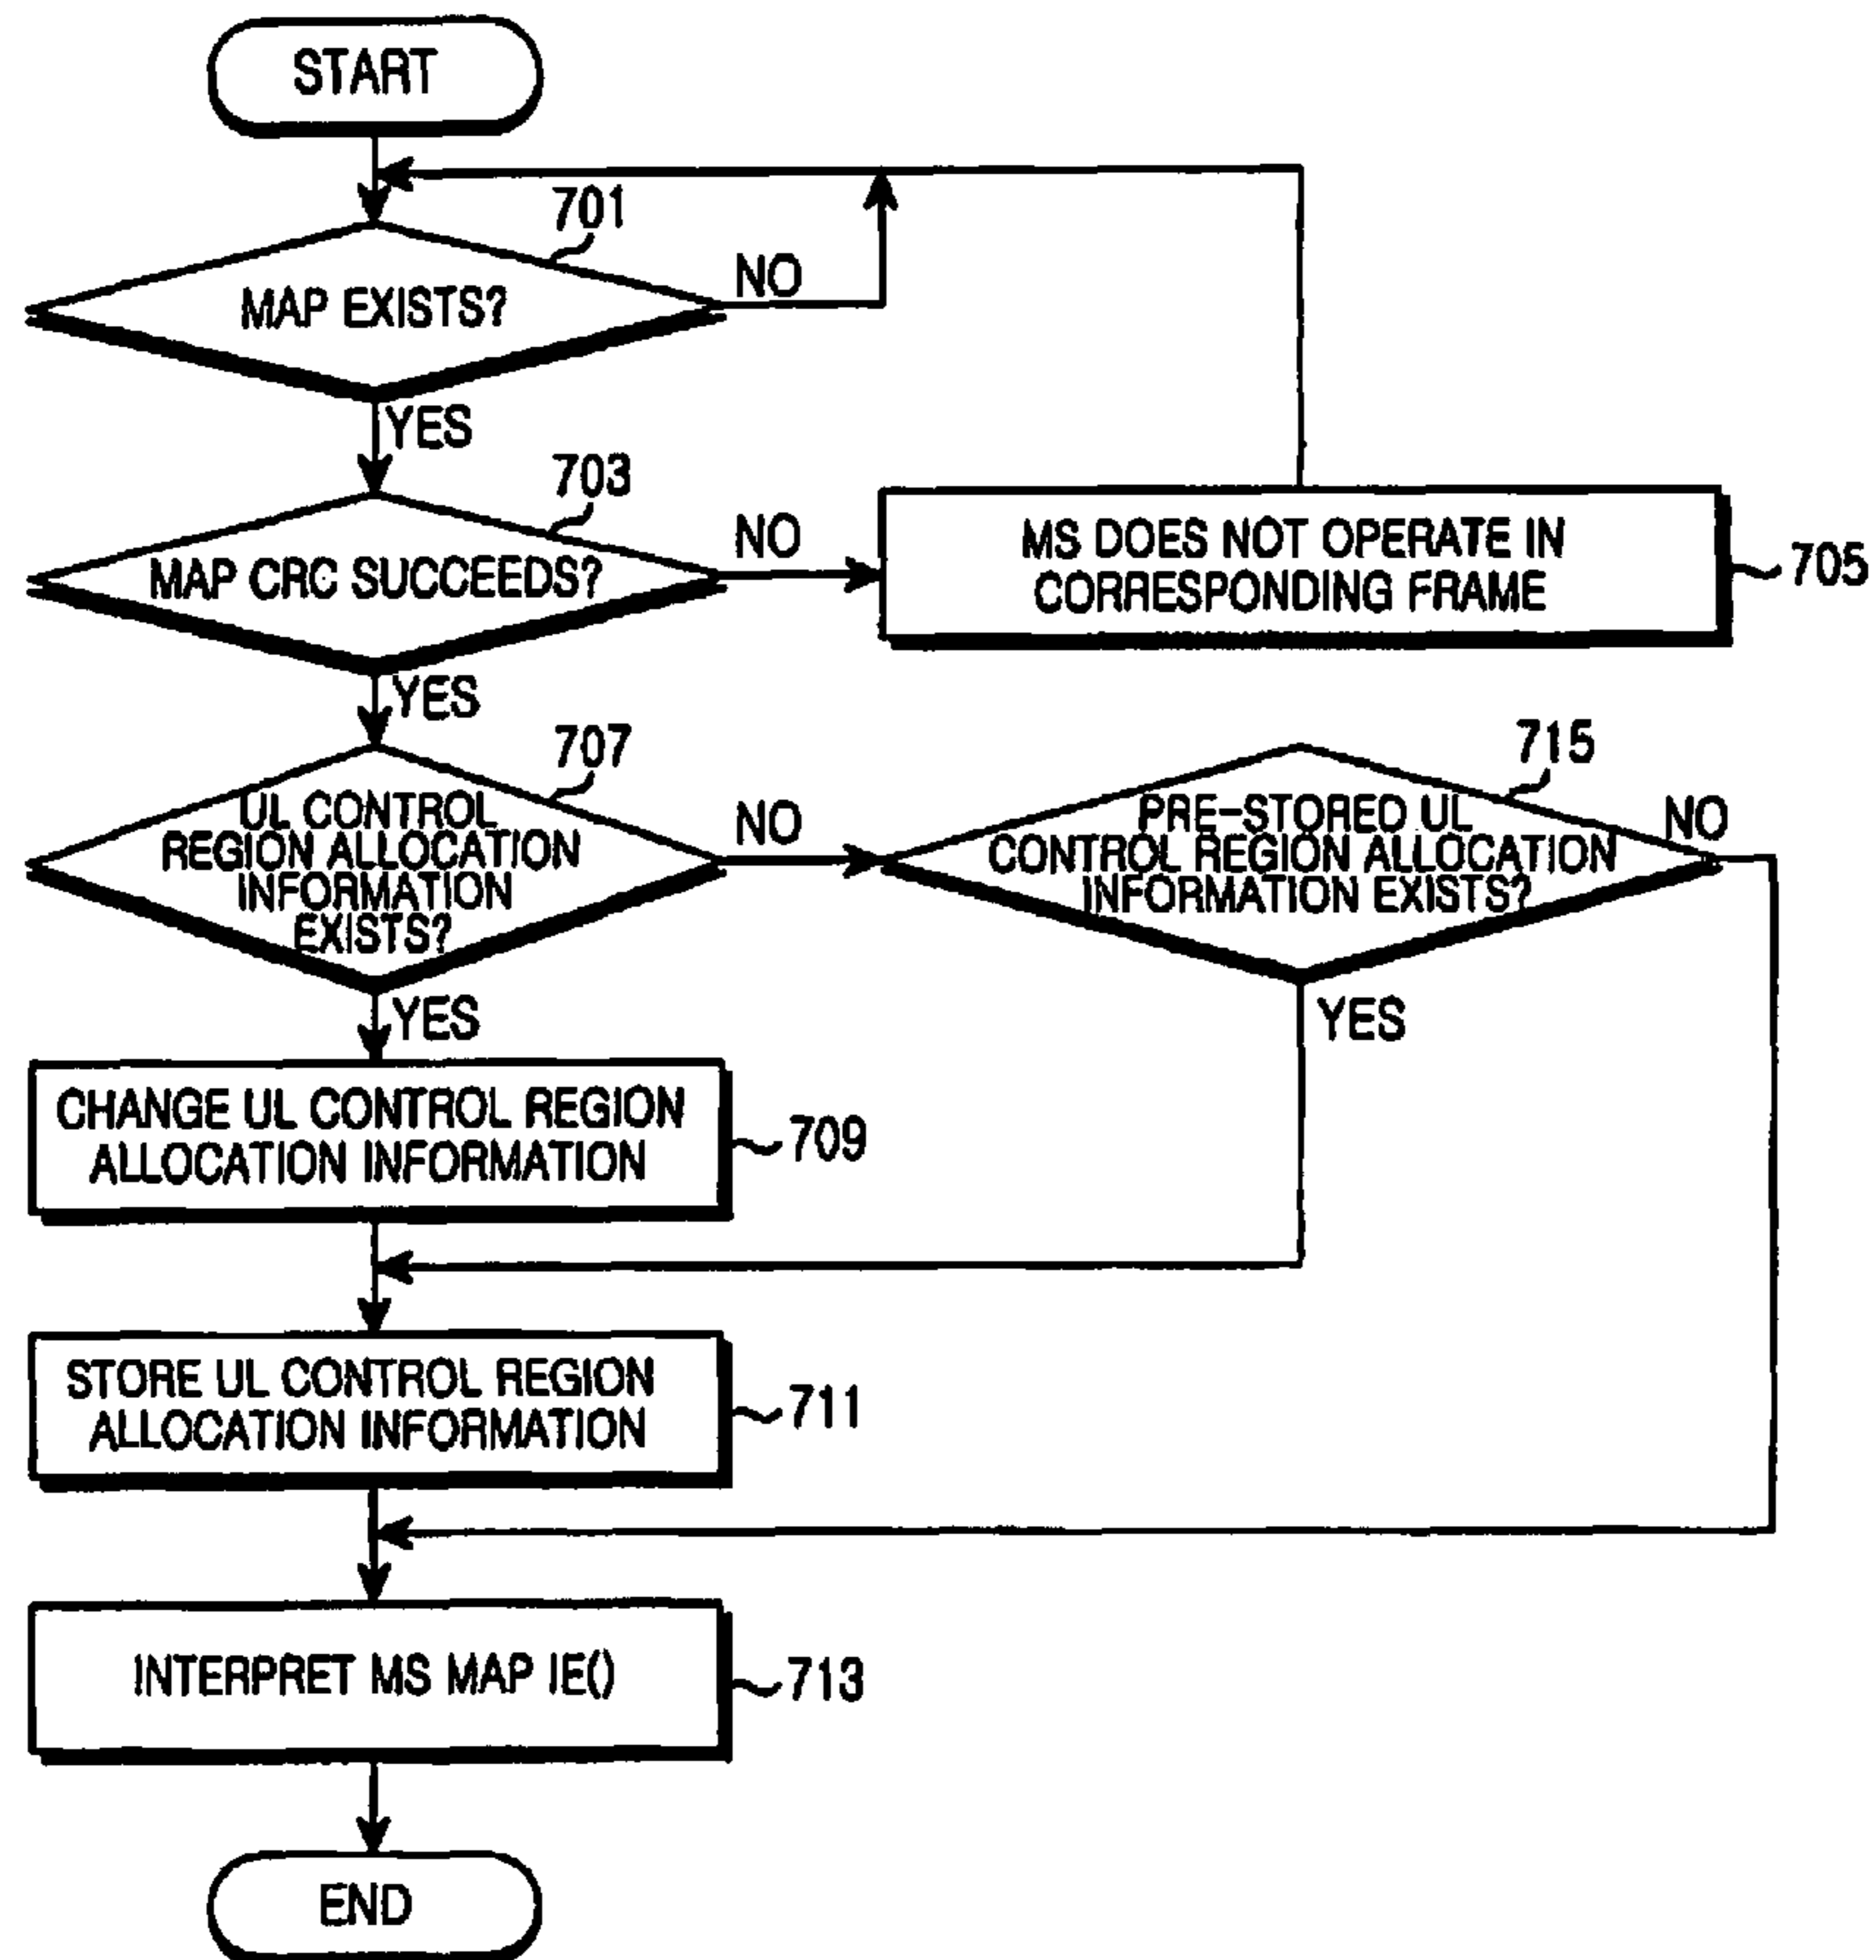 START
701
MAP EXISTS?
NO
YES
703
MAP CRC SUCCEEDS?
NO
MS DOES NOT OPERATE IN
CORRESPONDING FRAME
705
YES
707
UL CONTROL
REGION ALLOCATION
INFORMATION
EXISTS?
NO
715
PRE-STORED UL
CONTROL REGION ALLOCATION
INFORMATION EXISTS?
NO
YES
YES
CHANGE UL CONTROL REGION
ALLOCATION INFORMATION
709
STORE UL CONTROL REGION
ALLOCATION INFORMATION
711
INTERPRET MS MAP IE()
713
END